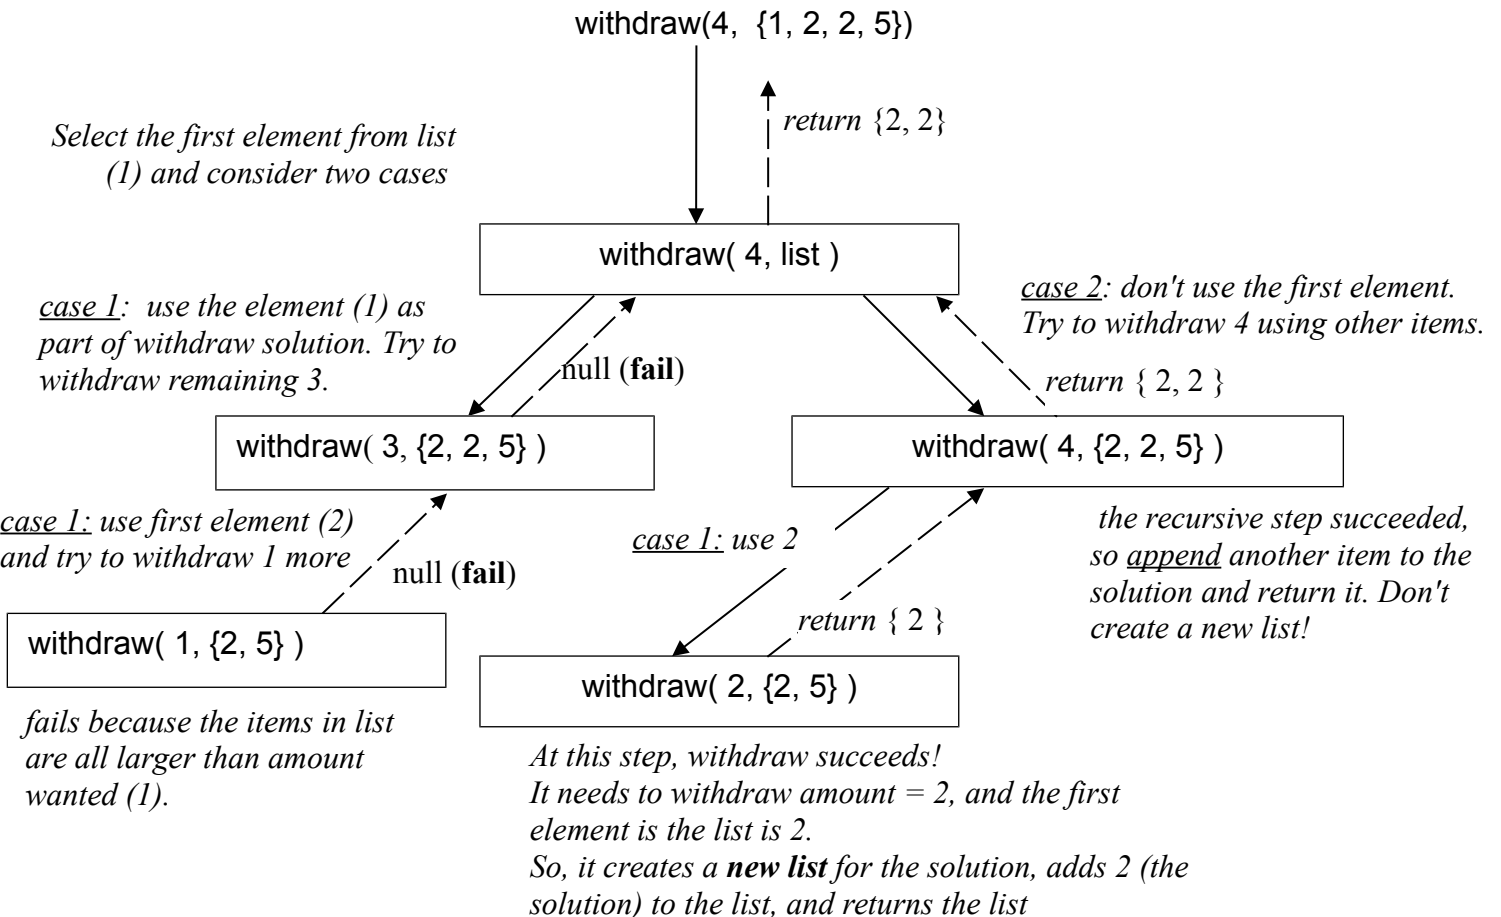 withdraw(4,  {1, 2, 2, 5})
return {2, 2}
Select the first element from list
(1) and consider two cases
withdraw( 4, list )
case 1:  use the element (1) as
part of withdraw solution. Try to
withdraw remaining 3.
null (fail)
case 2: don't use the first element.
Try to withdraw 4 using other items.
return { 2, 2 }
withdraw( 3, {2, 2, 5} )
withdraw( 4, {2, 2, 5} )
case 1: use first element (2)
and try to withdraw 1 more
null (fail)
case 1: use 2
return { 2 }
the recursive step succeeded,
so append another item to the
solution and return it. Don't
create a new list!
withdraw( 1, {2, 5} )
withdraw( 2, {2, 5} )
fails because the items in list
are all larger than amount
wanted (1).
At this step, withdraw succeeds!
It needs to withdraw amount = 2, and the first
element is the list is 2.
So, it creates a new list for the solution, adds 2 (the
solution) to the list, and returns the list